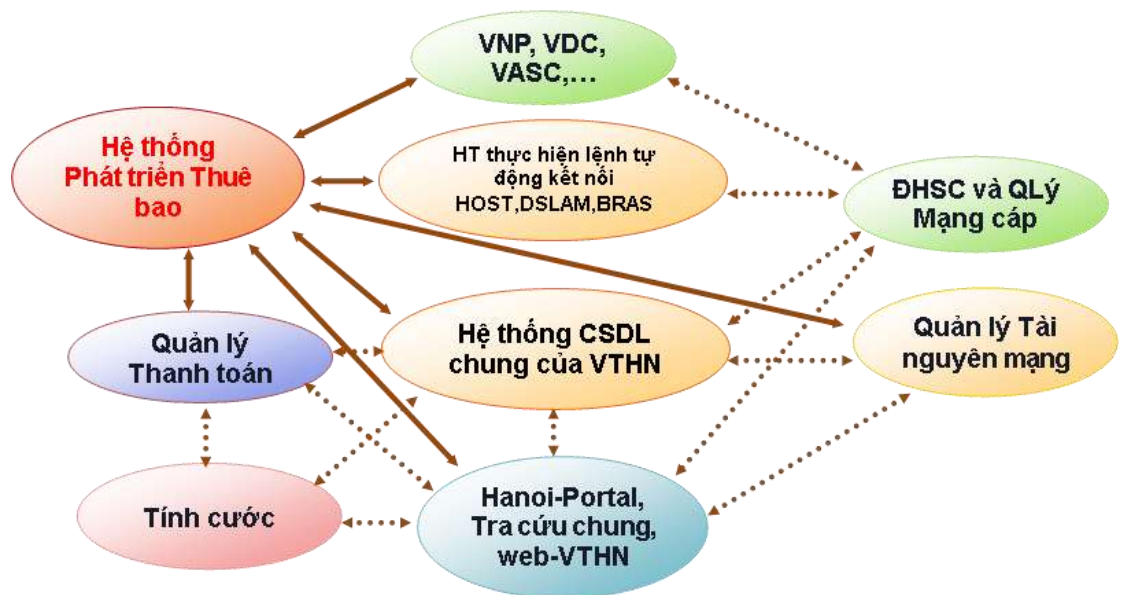 VNP, VDC,
VASC,...
Hệ thống
Phát triển Thuê
bao
HT thực hiện lệnh tự
động kết nối
HOST,DSLAM,BRAS
ĐHSC và QLý
Mạng cáp
Quản lý
Thanh toán
Hệ thống CSDL
chung của VTHN
Quản lý Tài
nguyên mạng
Tính cước
Hanoi-Portal,
Tra cứu chung,
web-VTHN